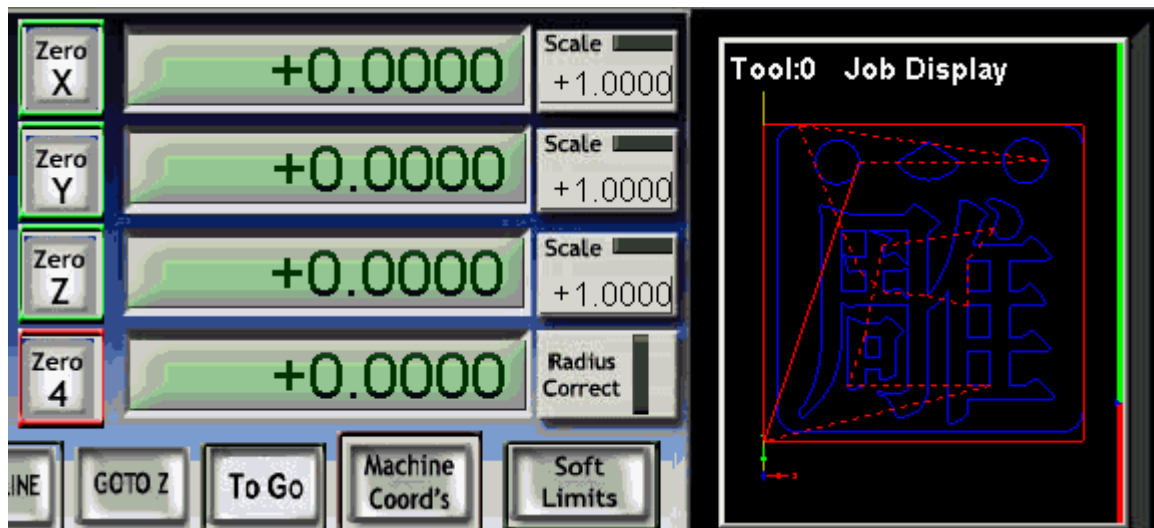 Zero X +0.0000 Scale +1.0000
Zero Y +0.0000 Scale +1.0000
Zero Z +0.0000 Scale +1.0000
Zero 4 +0.0000 Radius Correct
INE GOTO Z To Go Machine Coord's Soft Limits
Tool:0 Job Display
雕